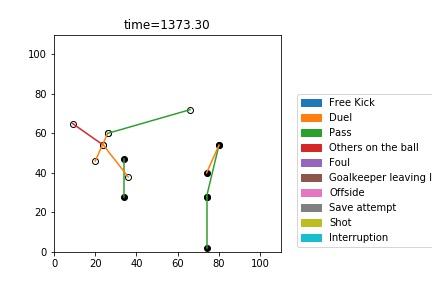 time=1373.30
100
80
60
40
20
0
0 20 40 60 80 100
Free Kick
Duel
Pass
Others on the ball
Foul
Goalkeeper leaving l
Offside
Save attempt
Shot
Interruption